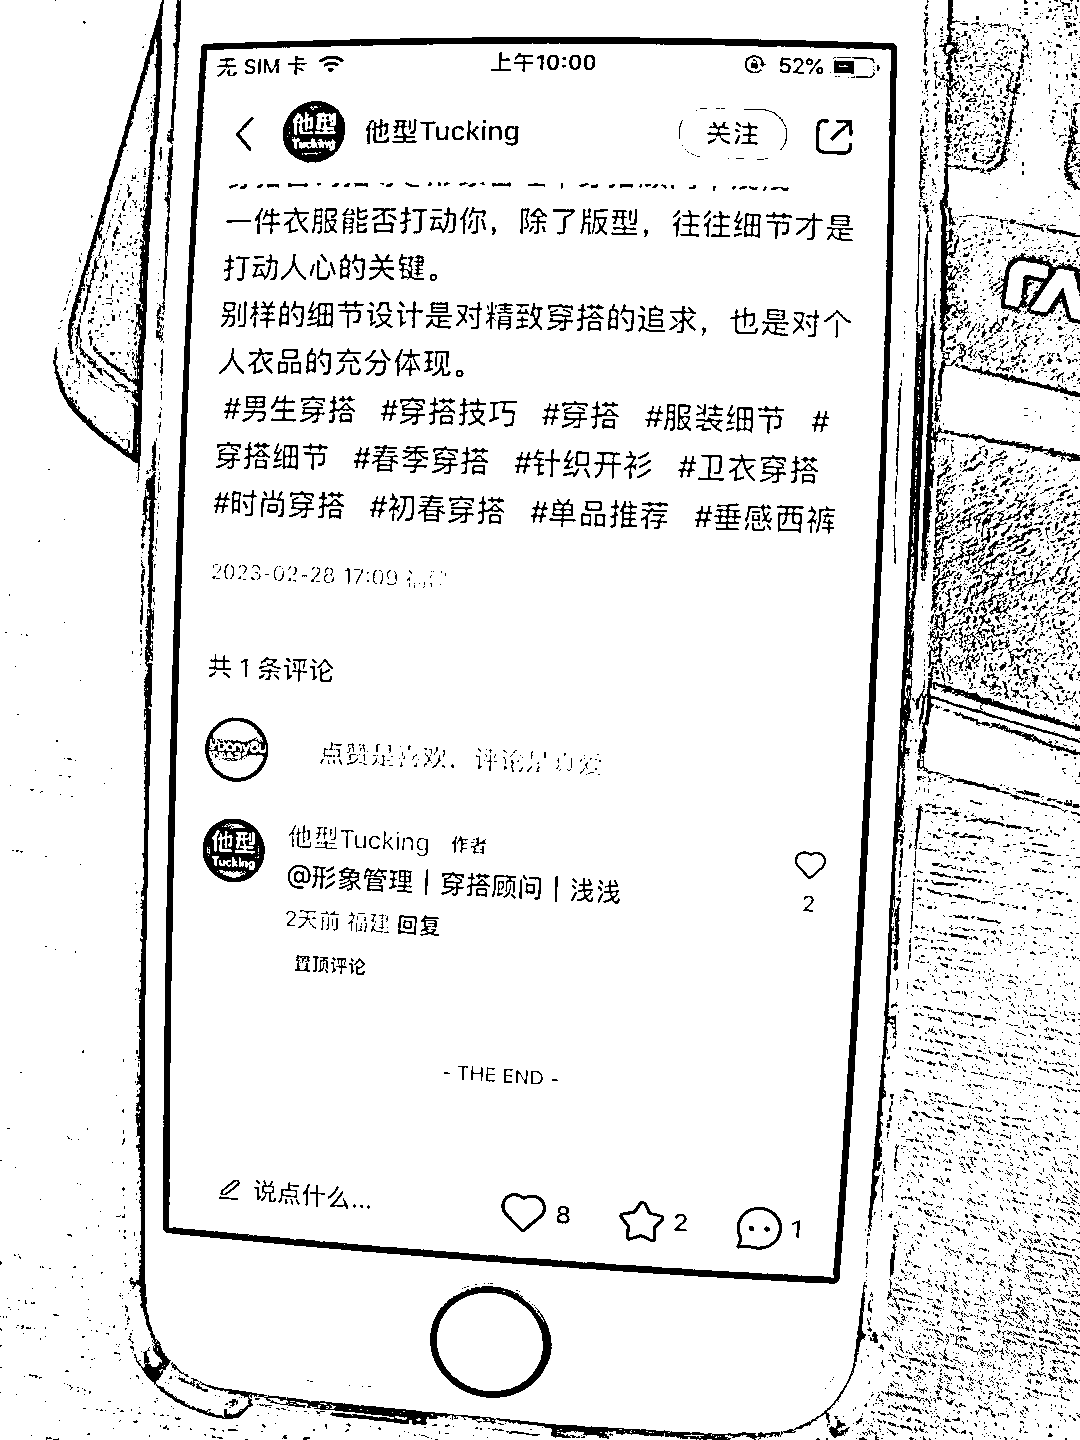 无 SIM 卡 上午10:00 52%
他型Tucking 关注
一件衣服能否打动你，除了版型，往往细节才是
打动人心的关键。
别样的细节设计是对精致穿搭的追求，也是对个
人衣品的充分体现。
#男生穿搭 #穿搭技巧 #穿搭 #服装细节 #
穿搭细节 #春季穿搭 #针织开衫 #卫衣穿搭
#时尚穿搭 #初春穿搭 #单品推荐 #垂感西裤
2023-02-28 17:09
共 1 条评论
点赞是喜欢，评论是真爱
他型Tucking 作者
@形象管理｜穿搭顾问｜浅浅
2
2天前 福建 回复
置顶评论
- THE END -
说点什么... 8 2 1